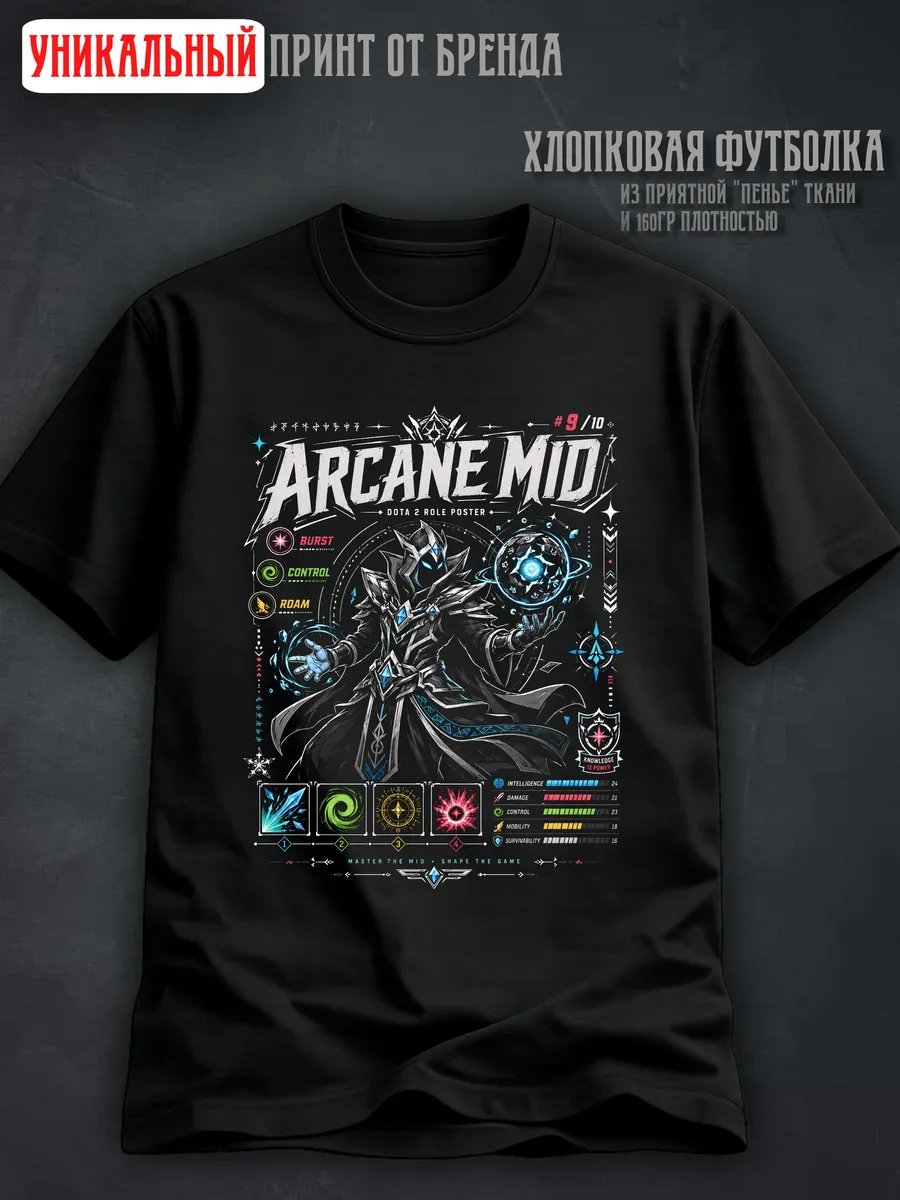 УНИКАЛЬНЫЙ ПРИНТ ОТ БРЕНДА
ХЛОПКОВАЯ ФУТБОЛКА
ИЗ ПРИЯТНОЙ "ПЕНЬЕ" ТКАНИ
И 160ГР ПЛОТНОСТЬЮ
#9/10
ARCANE MID
DOTA 2 ROLE POSTER
BURST
CONTROL
ROAM
KNOWLEDGE
IS POWER
INTELLIGENCE 24
DAMAGE 21
CONTROL 23
MOBILITY 18
SURVIVABILITY 16
1 2 3 4
MASTER THE MID • SHAPE THE GAME